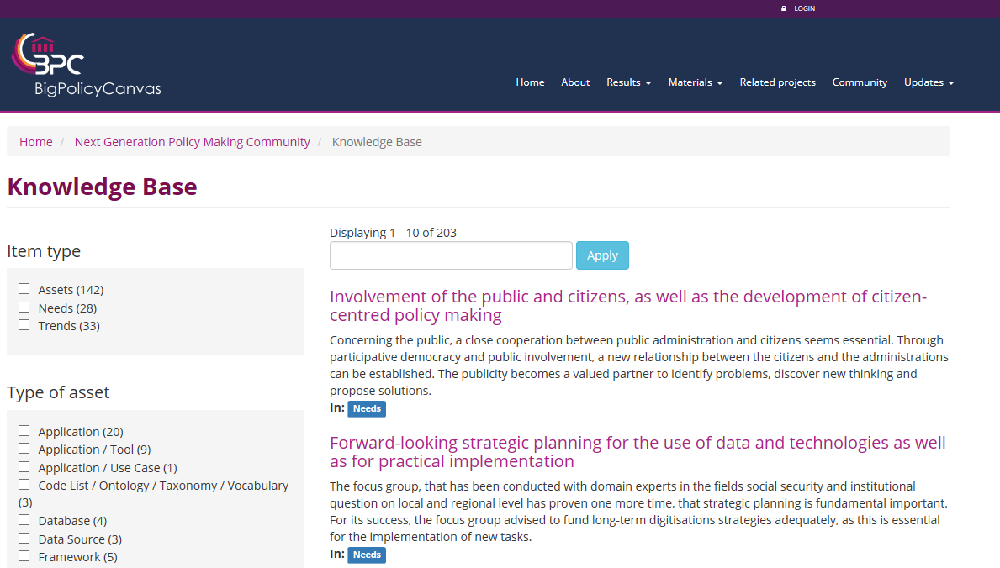 LOGIN
BPC
BigPolicyCanvas
Home About Results Materials Related projects Community Updates
Home / Next Generation Policy Making Community / Knowledge Base
Knowledge Base
Item type
Assets (142)
Needs (28)
Trends (33)
Type of asset
Application (20)
Application / Tool (9)
Application / Use Case (1)
Code List / Ontology / Taxonomy / Vocabulary
(3)
Database (4)
Data Source (3)
Framework (5)
Displaying 1 - 10 of 203
Apply
Involvement of the public and citizens, as well as the development of citizen-
centred policy making
Concerning the public, a close cooperation between public administration and citizens seems essential. Through
participative democracy and public involvement, a new relationship between the citizens and the administrations
can be established. The publicity becomes a valued partner to identify problems, discover new thinking and
propose solutions.
In: Needs
Forward-looking strategic planning for the use of data and technologies as well
as for practical implementation
The focus group, that has been conducted with domain experts in the fields social security and institutional
question on local and regional level has proven one more time, that strategic planning is fundamental important.
For its success, the focus group advised to fund long-term digitisations strategies adequately, as this is essential
for the implementation of new tasks.
In: Needs